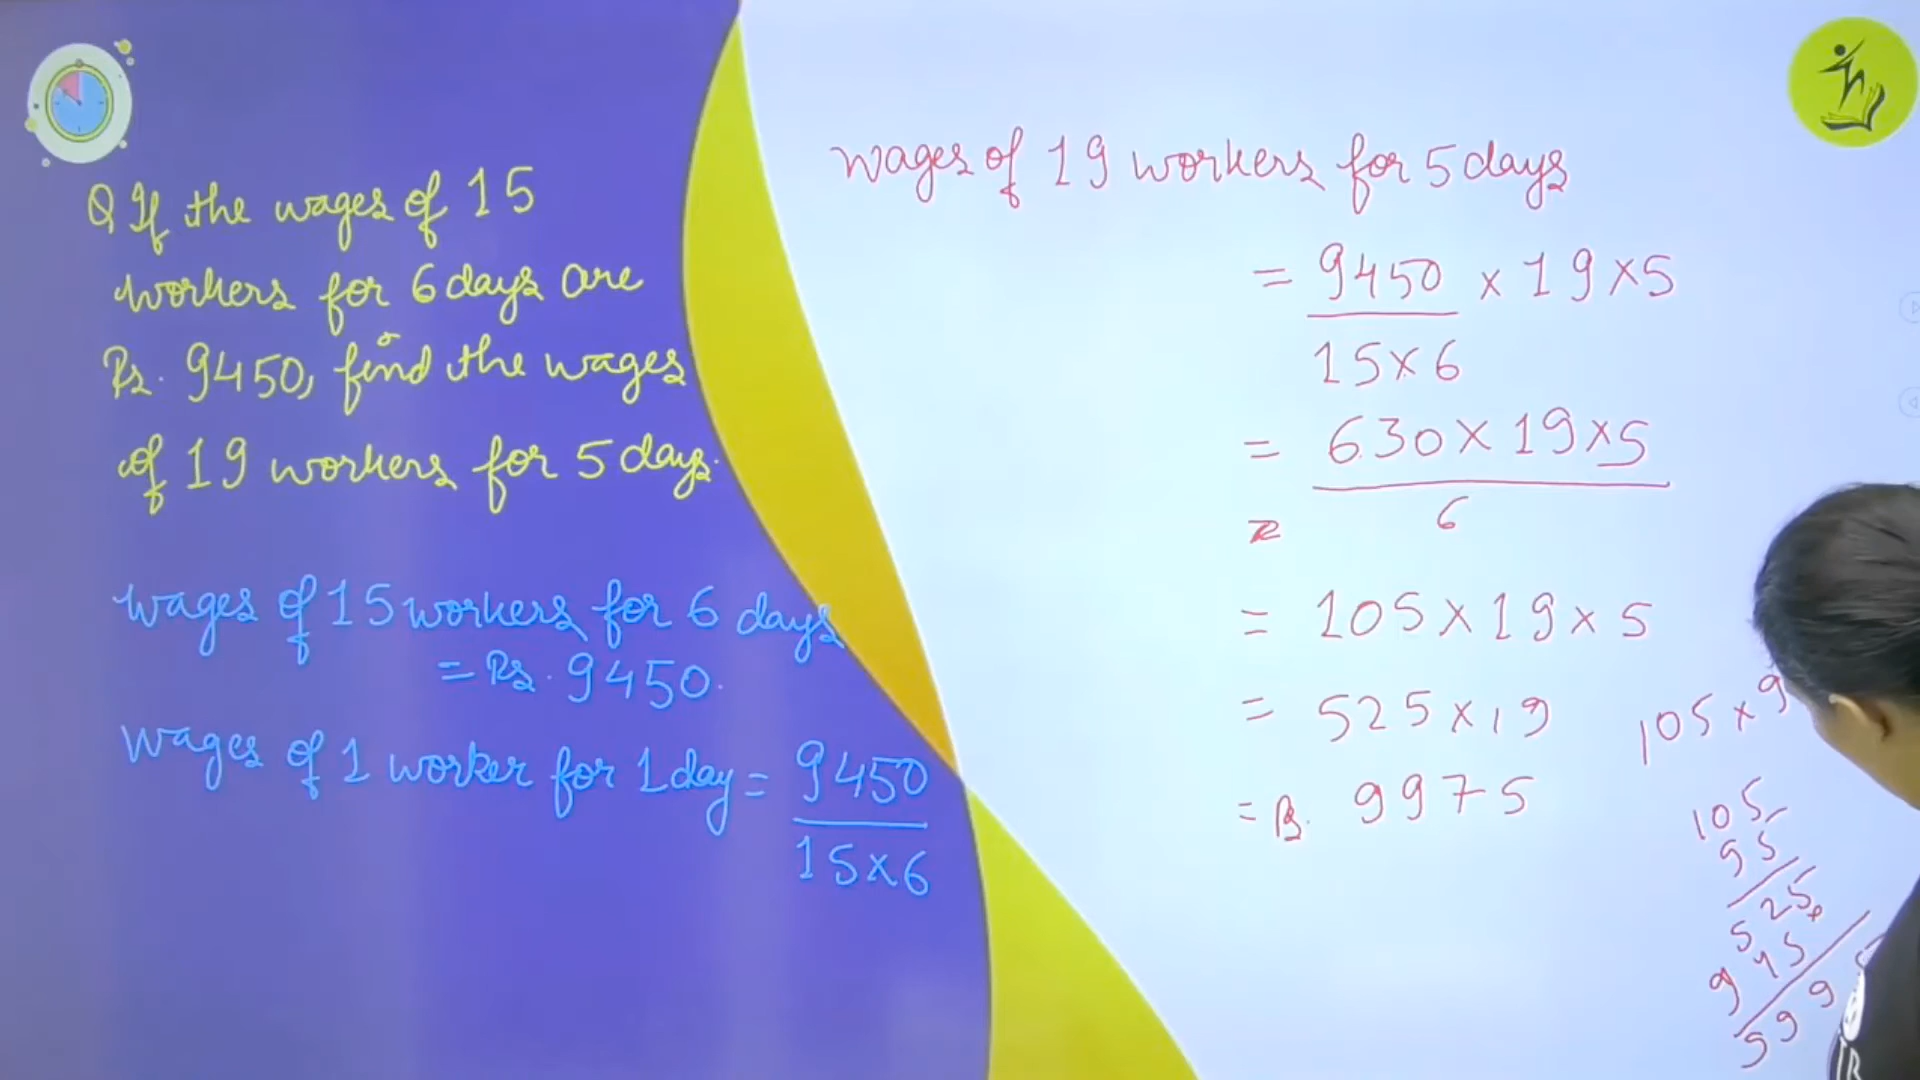 Q If the wages of 15
workers for 6 days are
Rs. 9450, find the wages
of 19 workers for 5 days.
wages of 15 workers for 6 days
= Rs. 9450.
wages of 1 worker for 1 day = 9450
15×6
wages of 19 workers for 5 days
= 9450 × 19×5
15×6
= 630×19×5
6
= 105×19×5
= 525×19
= Rs. 9975
105×9
105
95
525
945